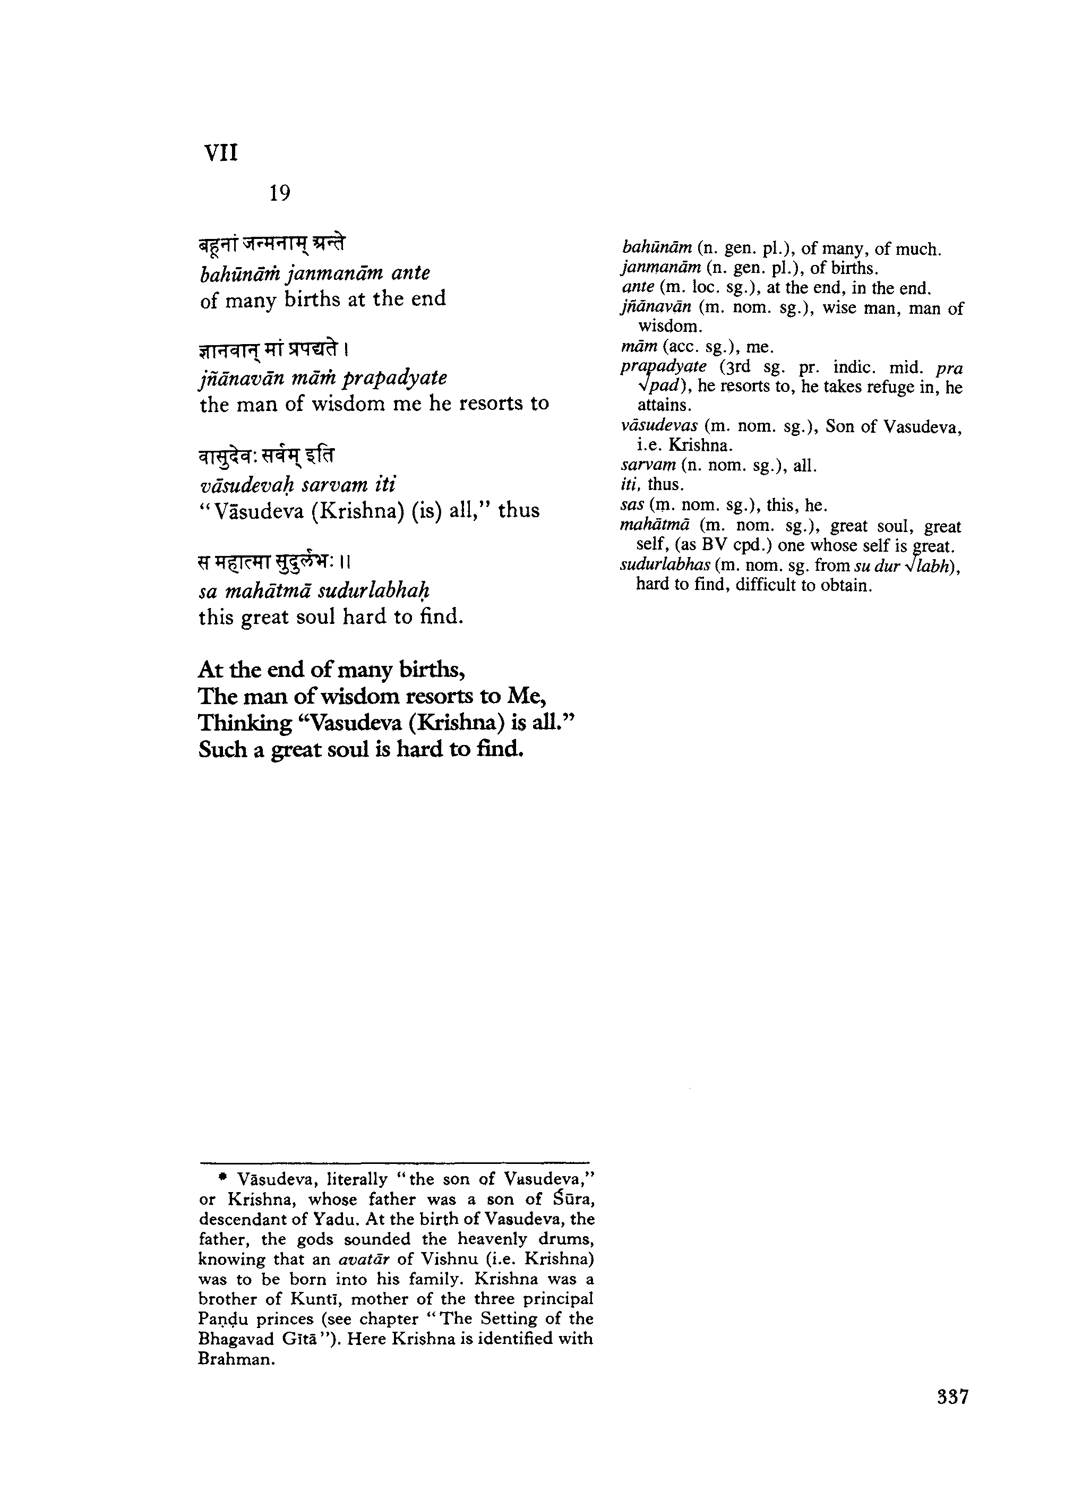 VII
19
बहूनां जन्मनाम् अन्ते
bahūnāṁ janmanām ante
of many births at the end
ज्ञानवान् मां प्रपद्यते ।
jñānavān māṁ prapadyate
the man of wisdom me he resorts to
वासुदेवः सर्वम् इति
vāsudevaḥ sarvam iti
“Vāsudeva (Krishna) (is) all,” thus
स महात्मा सुदुर्लभः ॥
sa mahātmā sudurlabhaḥ
this great soul hard to find.
At the end of many births,
The man of wisdom resorts to Me,
Thinking “Vasudeva (Krishna) is all.”
Such a great soul is hard to find.
bahūnām (n. gen. pl.), of many, of much.
janmanām (n. gen. pl.), of births.
ante (m. loc. sg.), at the end, in the end.
jñānavān (m. nom. sg.), wise man, man of
wisdom.
mām (acc. sg.), me.
prapadyate (3rd sg. pr. indic. mid. pra
√pad), he resorts to, he takes refuge in, he
attains.
vāsudevas (m. nom. sg.), Son of Vasudeva,
i.e. Krishna.
sarvam (n. nom. sg.), all.
iti, thus.
sas (m. nom. sg.), this, he.
mahātmā (m. nom. sg.), great soul, great
self, (as BV cpd.) one whose self is great.
sudurlabhas (m. nom. sg. from su dur √labh),
hard to find, difficult to obtain.
* Vāsudeva, literally “the son of Vasudeva,”
or Krishna, whose father was a son of Śūra,
descendant of Yadu. At the birth of Vasudeva, the
father, the gods sounded the heavenly drums,
knowing that an avatār of Vishnu (i.e. Krishna)
was to be born into his family. Krishna was a
brother of Kuntī, mother of the three principal
Paṇḍu princes (see chapter “The Setting of the
Bhagavad Gītā”). Here Krishna is identified with
Brahman.
337